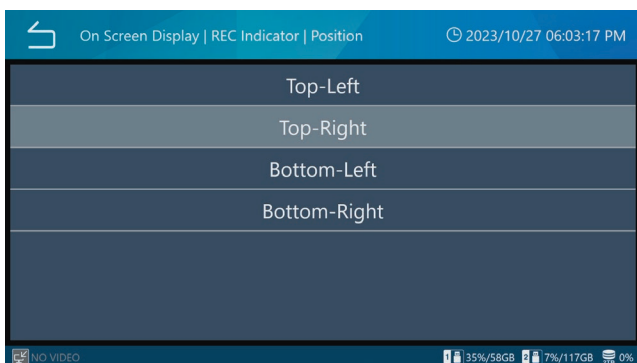 On Screen Display | REC Indicator | Position 2023/10/27 06:03:17 PM
Top-Left
Top-Right
Bottom-Left
Bottom-Right
NO VIDEO 1 35%/58GB 2 7%/117GB 0%